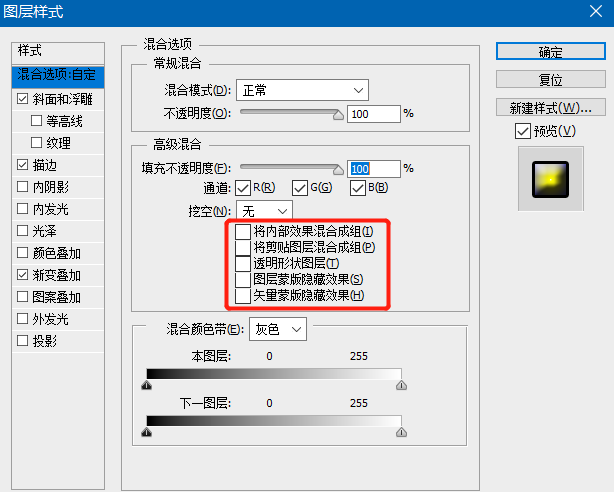 图层样式
样式
混合选项:自定
斜面和浮雕
等高线
纹理
描边
内阴影
内发光
光泽
颜色叠加
渐变叠加
图案叠加
外发光
投影
混合选项
常规混合
混合模式(D): 正常
不透明度(O): 100 %
高级混合
填充不透明度(F): 100 %
通道: R(R) G(G) B(B)
挖空(N): 无
将内部效果混合成组(I)
将剪贴图层混合成组(P)
透明形状图层(T)
图层蒙版隐藏效果(S)
矢量蒙版隐藏效果(H)
混合颜色带(E): 灰色
本图层: 0 255
下一图层: 0 255
确定
复位
新建样式(W)...
预览(V)